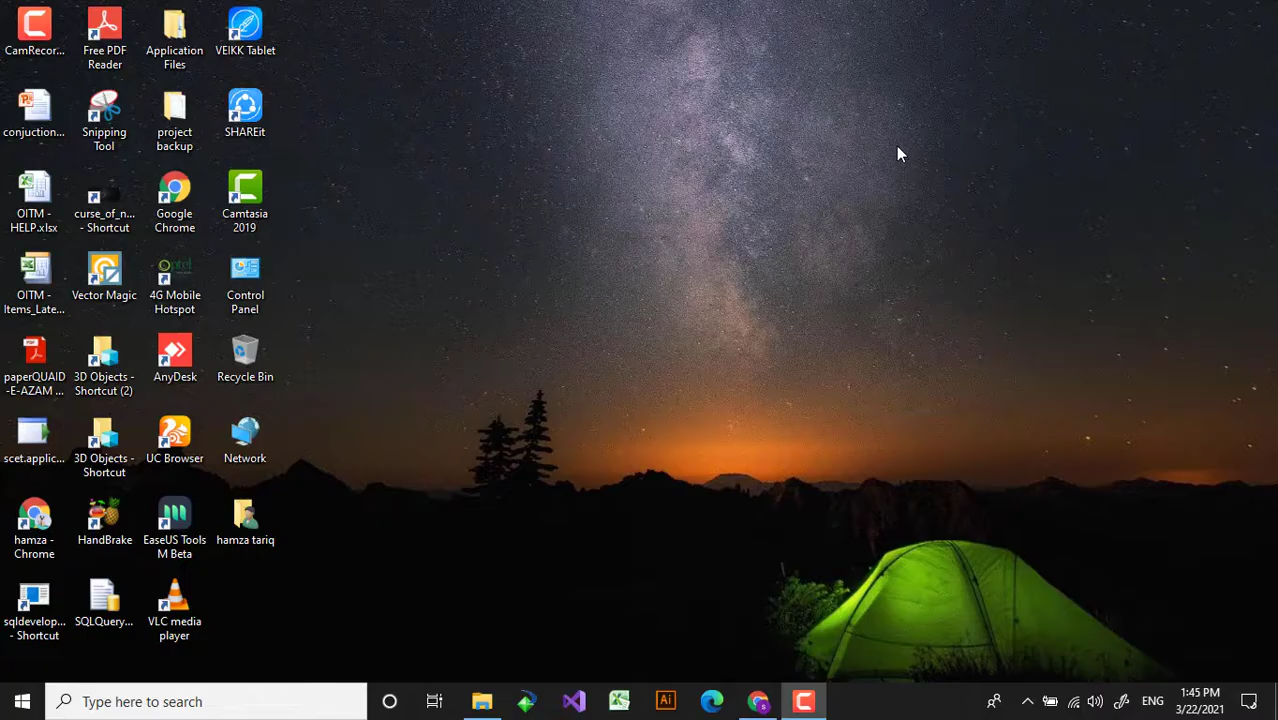 CamRecor...
Free PDF
Reader
Application
Files
VEIKK Tablet
conjuction...
Snipping
Tool
project
backup
SHAREit
OITM -
HELP.xlsx
curse_of_n...
- Shortcut
Google
Chrome
Camtasia
2019
OITM -
Items_Late...
Vector Magic
4G Mobile
Hotspot
Control
Panel
paperQUAID
-E-AZAM ...
3D Objects -
Shortcut (2)
AnyDesk
Recycle Bin
scet.applic...
3D Objects -
Shortcut
UC Browser
Network
hamza -
Chrome
HandBrake
EaseUS Tools
M Beta
hamza tariq
sqldevelop...
- Shortcut
SQLQuery...
VLC media
player
Type here to search
Ai
ENG
1:45 PM
3/22/2021